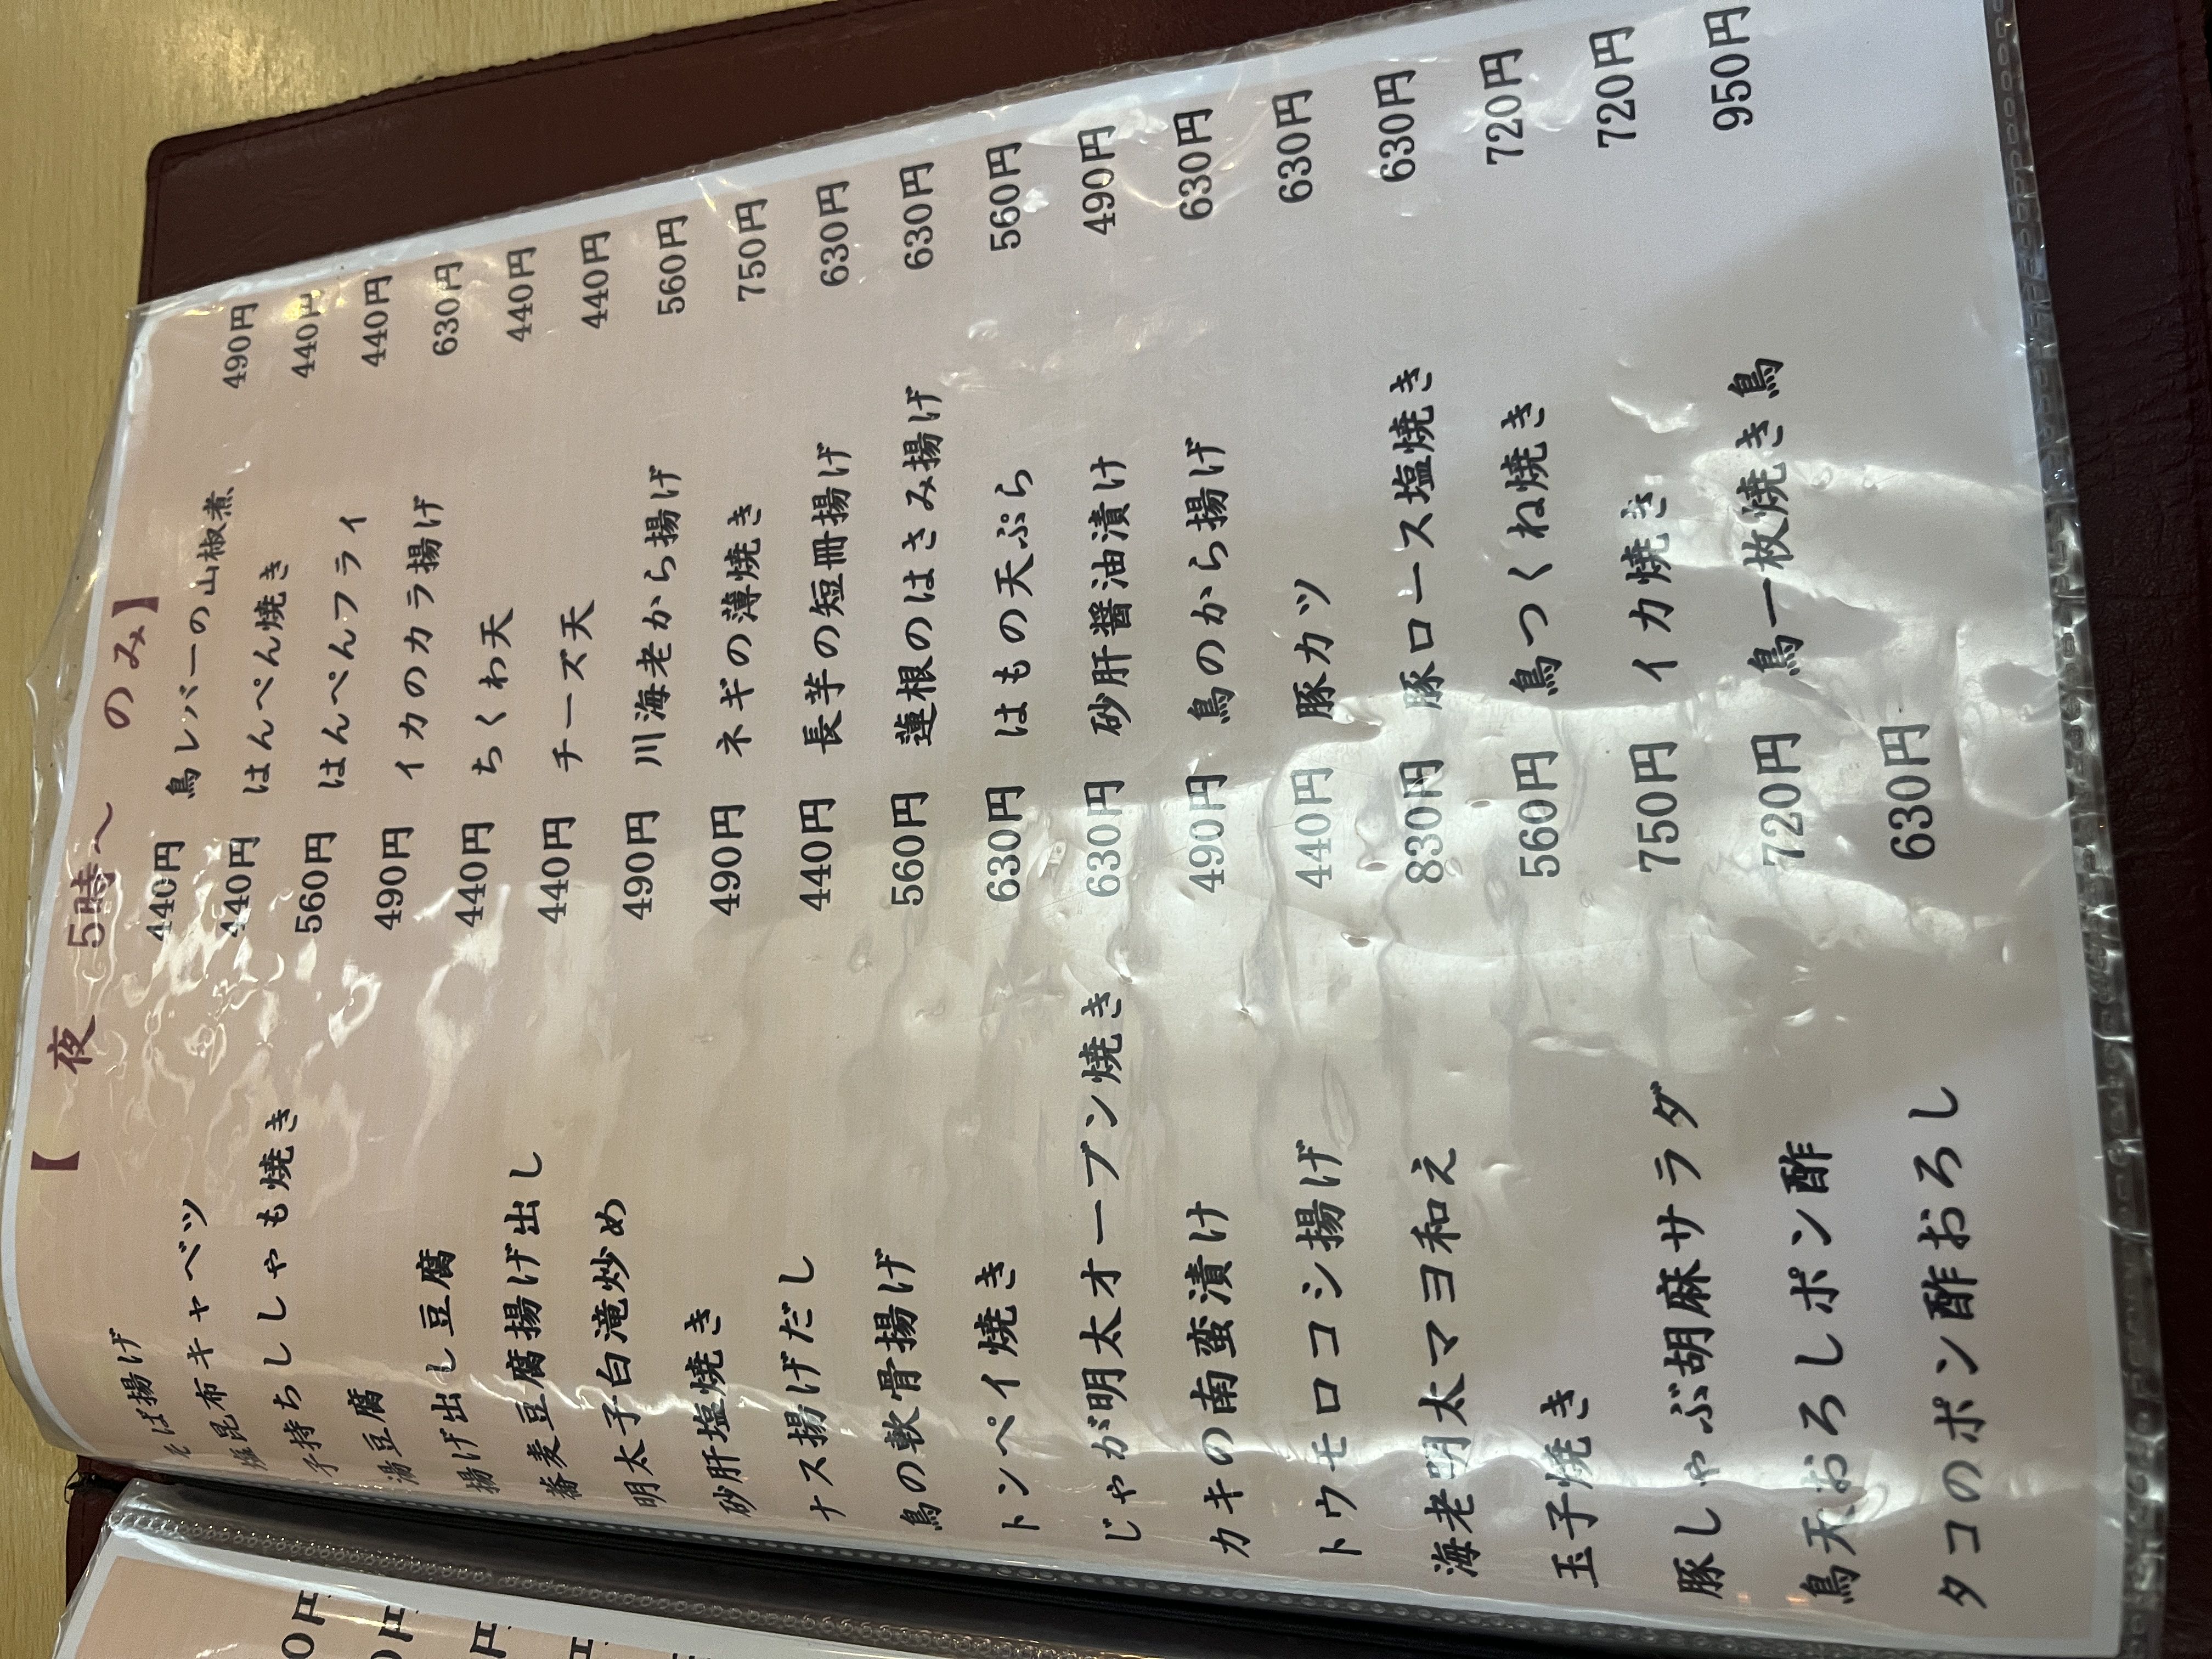 【 夜 5時～ のみ】
そば揚げ 440円 鳥レバーの山椒煮 490円
塩昆布キャベツ 440円 はんぺん焼き 440円
子持ちししゃも焼き 560円 はんぺんフライ 440円
湯豆腐 490円 イカのカラ揚げ 630円
揚げ出し豆腐 440円 ちくわ天 440円
蕎麦豆腐揚げ出し 440円 チーズ天 440円
明太子白滝炒め 490円 川海老から揚げ 560円
砂肝塩焼き 490円 ネギの薄焼き 750円
ナス揚げだし 440円 長芋の短冊揚げ 630円
鳥の軟骨揚げ 560円 蓮根のはさみ揚げ 630円
トンペイ焼き 630円 はもの天ぷら 560円
じゃが明太オーブン焼き 630円 砂肝醤油漬け 490円
カキの南蛮漬け 490円 鳥のから揚げ 630円
トウモロコシ揚げ 440円 豚カツ 630円
海老明太マヨ和え 830円 豚ロース塩焼き 630円
玉子焼き 560円 鳥つくね焼き 720円
豚しゃぶ胡麻サラダ 750円 イカ焼き 720円
鳥天おろしポン酢 720円 鳥一枚焼き 鳥 950円
タコのポン酢おろし 630円